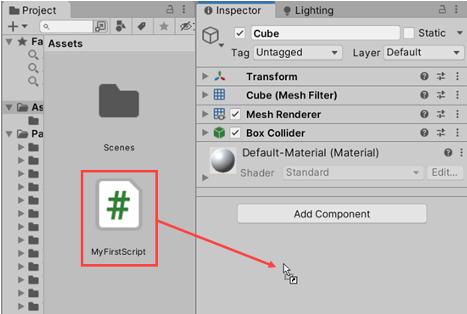 Project
Fa
As
Pa
Assets
Scenes
#
MyFirstScript
Inspector
Lighting
Cube
Static
Tag Untagged Layer Default
Transform
Cube (Mesh Filter)
Mesh Renderer
Box Collider
Default-Material (Material)
Shader Standard Edit...
Add Component